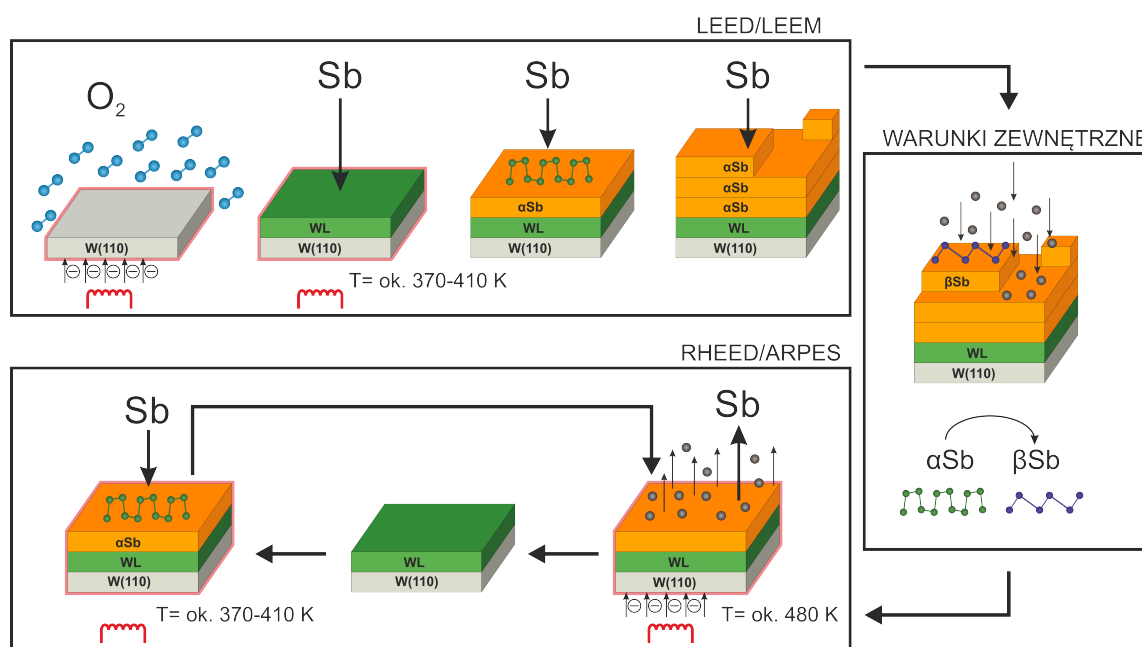 LEED/LEEM
O2
Sb
Sb
Sb
W(110)
⊖ ⊖ ⊖ ⊖
WL
W(110)
T= ok. 370-410 K
αSb
WL
W(110)
αSb
αSb
αSb
WL
W(110)
WARUNKI ZEWNĘTRZNE
βSb
WL
W(110)
αSb
βSb
RHEED/ARPES
Sb
αSb
WL
W(110)
T= ok. 370-410 K
WL
Sb
WL
W(110)
⊖ ⊖ ⊖ ⊖
T= ok. 480 K